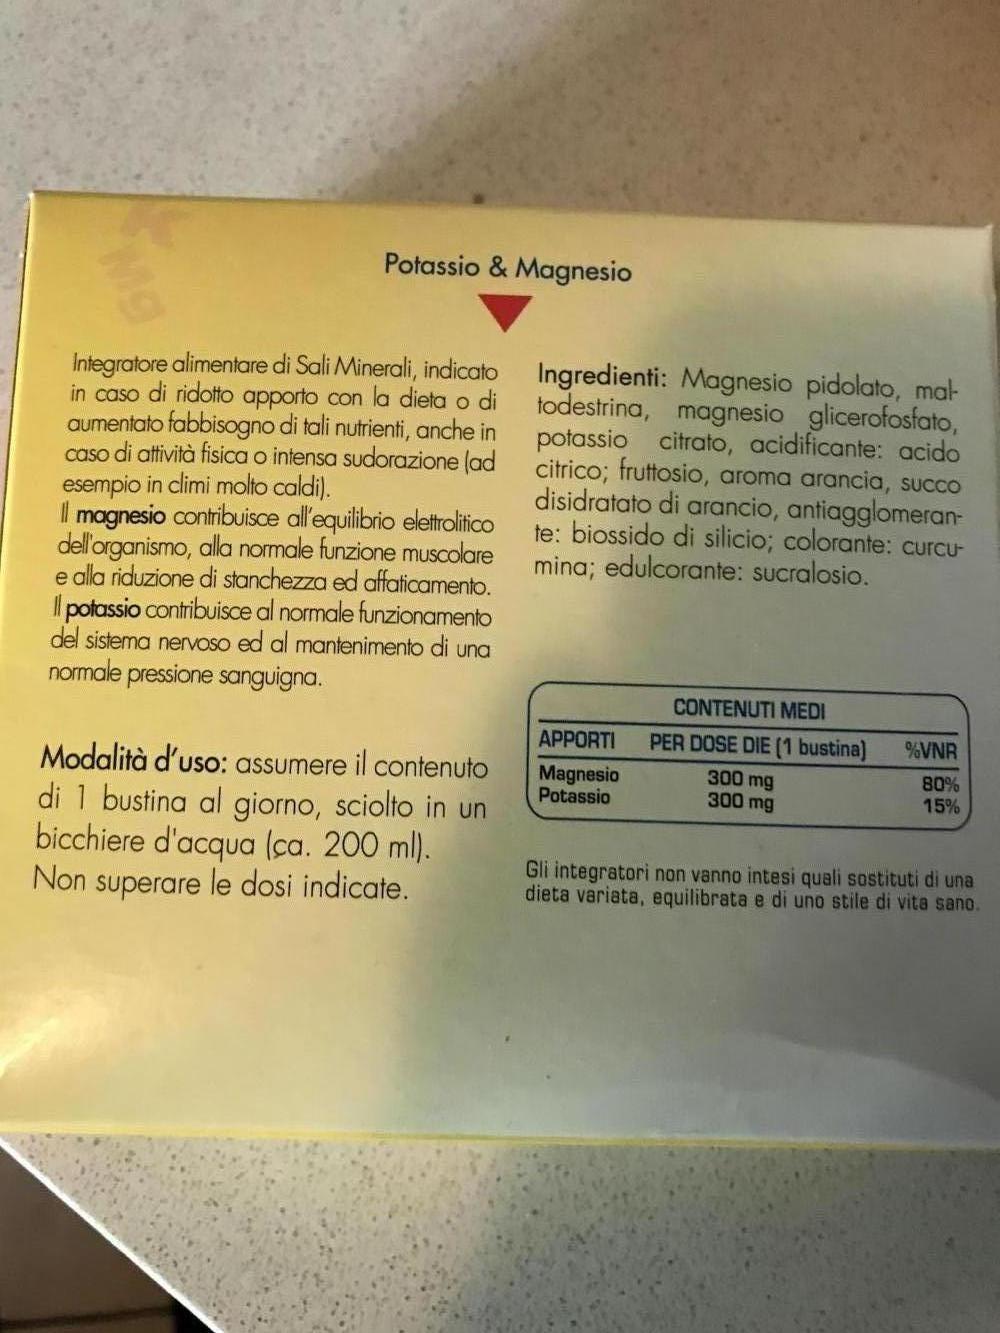 K
Mg
Potassio & Magnesio
Integratore alimentare di Sali Minerali, indicato
in caso di ridotto apporto con la dieta o di
aumentato fabbisogno di tali nutrienti, anche in
caso di attività fisica o intensa sudorazione (ad
esempio in climi molto caldi).
Il magnesio contribuisce all'equilibrio elettrolitico
dell'organismo, alla normale funzione muscolare
e alla riduzione di stanchezza ed affaticamento.
Il potassio contribuisce al normale funzionamento
del sistema nervoso ed al mantenimento di una
normale pressione sanguigna.
Modalità d'uso: assumere il contenuto
di 1 bustina al giorno, sciolto in un
bicchiere d'acqua (ca. 200 ml).
Non superare le dosi indicate.
Ingredienti: Magnesio pidolato, mal-
todestrina, magnesio glicerofosfato,
potassio citrato, acidificante: acido
citrico; fruttosio, aroma arancia, succo
disidratato di arancio, antiagglomeran-
te: biossido di silicio; colorante: curcu-
mina; edulcorante: sucralosio.
CONTENUTI MEDI
APPORTI PER DOSE DIE (1 bustina) %VNR
Magnesio 300 mg 80%
Potassio 300 mg 15%
Gli integratori non vanno intesi quali sostituti di una
dieta variata, equilibrata e di uno stile di vita sano.